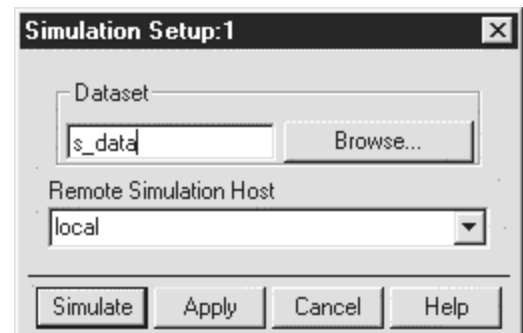 Simulation Setup:1
Dataset
s_data
Browse...
Remote Simulation Host
local
Simulate Apply Cancel Help